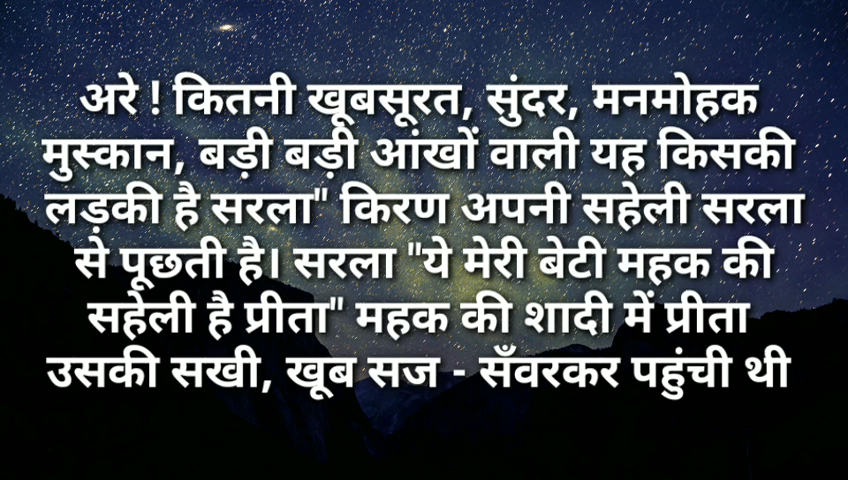 अरे ! कितनी खूबसूरत, सुंदर, मनमोहक
मुस्कान, बड़ी बड़ी आंखों वाली यह किसकी
लड़की है सरला" किरण अपनी सहेली सरला
से पूछती है। सरला "ये मेरी बेटी महक की
सहेली है प्रीता" महक की शादी में प्रीता
उसकी सखी, खूब सज - सँवरकर पहुंची थी